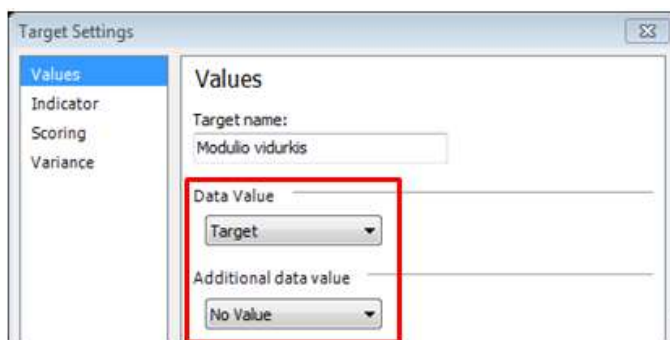 Target Settings
Values
Indicator
Scoring
Variance
Values
Target name:
Modulio vidurkis
Data Value
Target
Additional data value
No Value